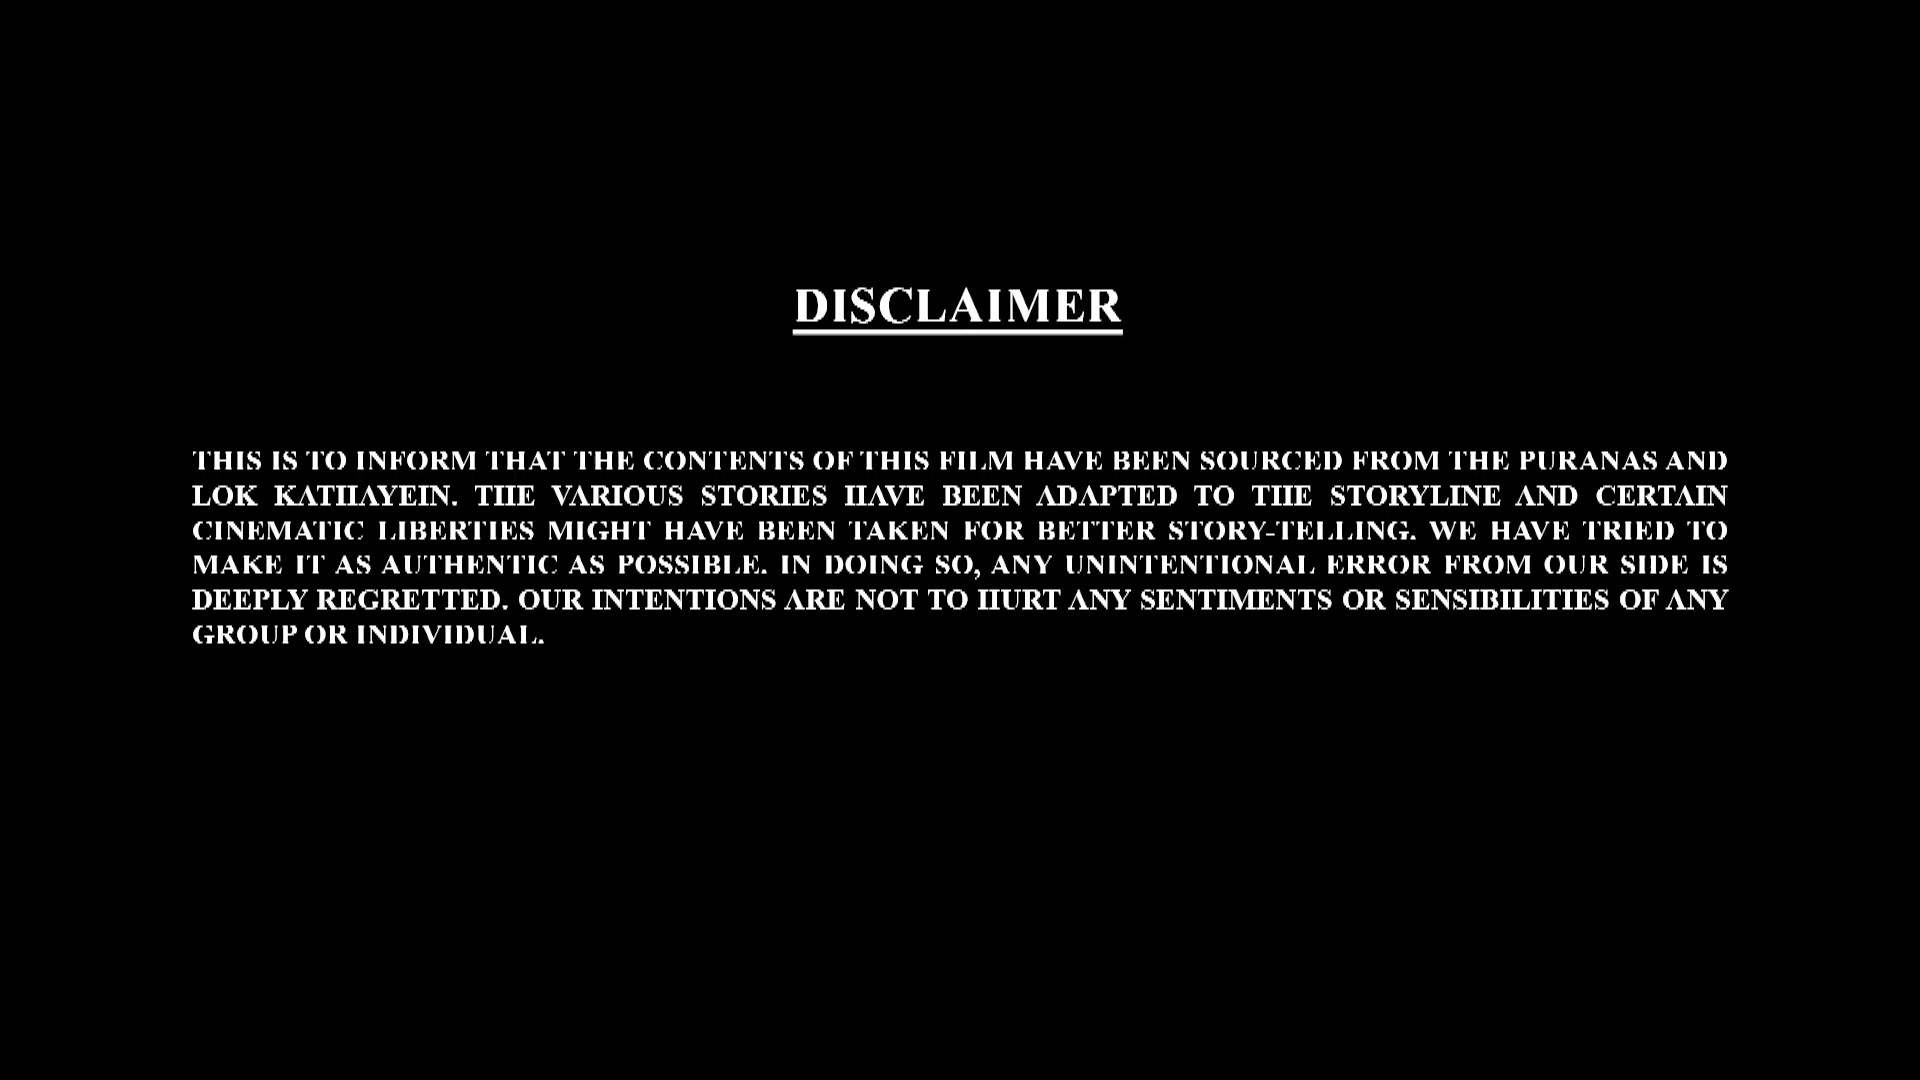 DISCLAIMER
THIS IS TO INFORM THAT THE CONTENTS OF THIS FILM HAVE BEEN SOURCED FROM THE PURANAS AND
LOK KATHAYEIN. THE VARIOUS STORIES HAVE BEEN ADAPTED TO THE STORYLINE AND CERTAIN
CINEMATIC LIBERTIES MIGHT HAVE BEEN TAKEN FOR BETTER STORY-TELLING. WE HAVE TRIED TO
MAKE IT AS AUTHENTIC AS POSSIBLE. IN DOING SO, ANY UNINTENTIONAL ERROR FROM OUR SIDE IS
DEEPLY REGRETTED. OUR INTENTIONS ARE NOT TO HURT ANY SENTIMENTS OR SENSIBILITIES OF ANY
GROUP OR INDIVIDUAL.